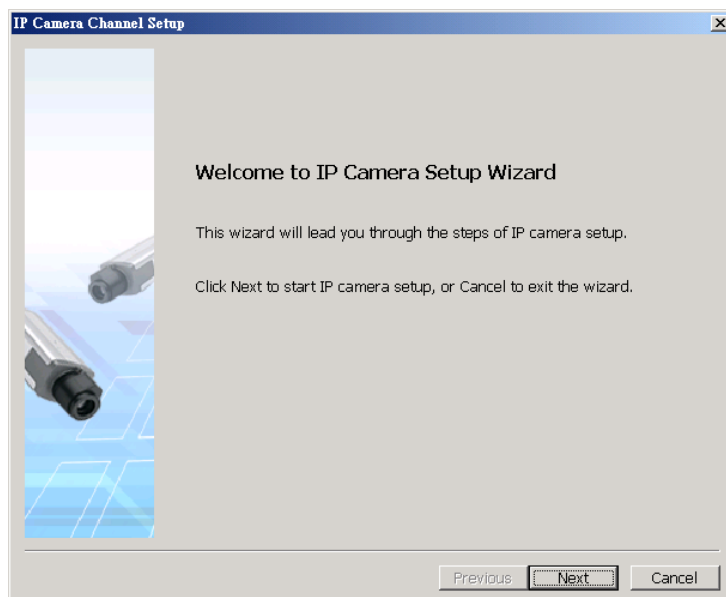 IP Camera Channel Setup
Welcome to IP Camera Setup Wizard
This wizard will lead you through the steps of IP camera setup.
Click Next to start IP camera setup, or Cancel to exit the wizard.
Previous Next Cancel